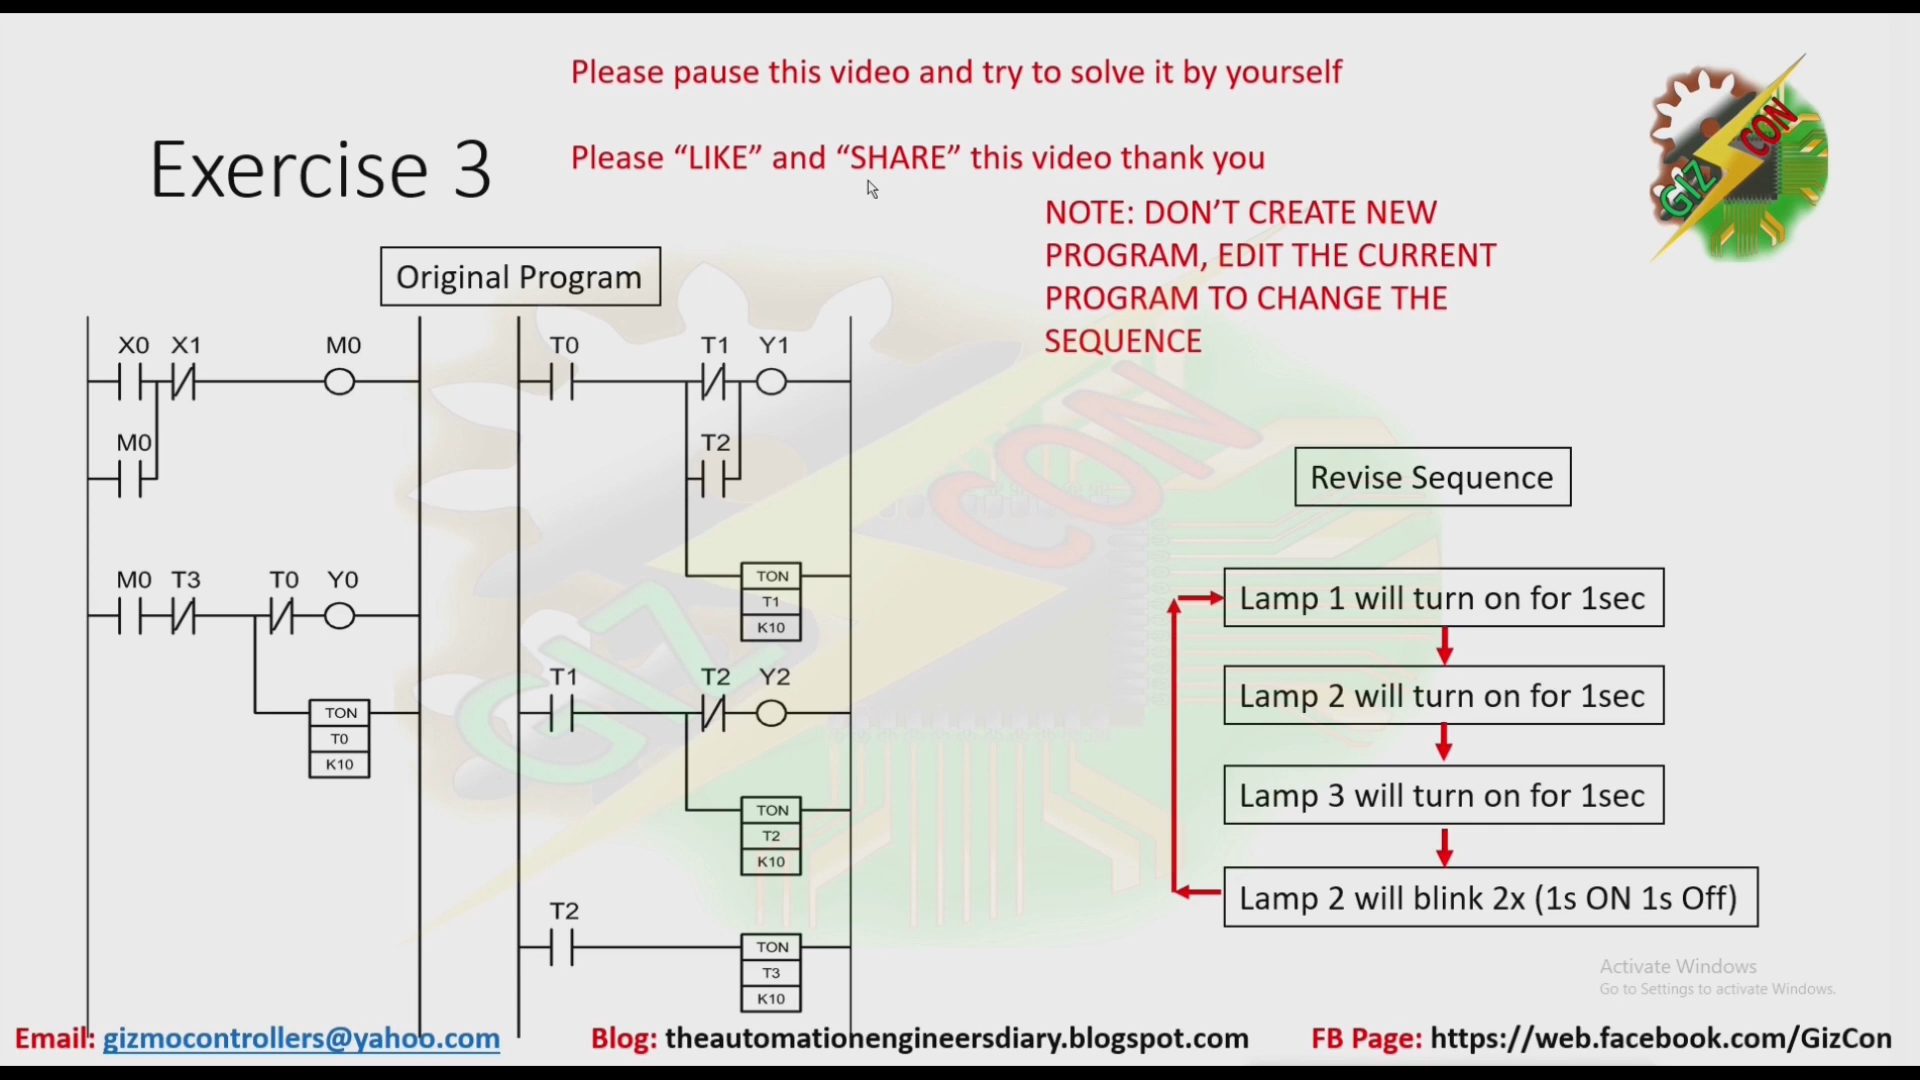 Please pause this video and try to solve it by yourself
Exercise 3
Please “LIKE” and “SHARE” this video thank you
GIZ CON
NOTE: DON’T CREATE NEW
PROGRAM, EDIT THE CURRENT
PROGRAM TO CHANGE THE
SEQUENCE
Original Program
X0 X1 M0
M0
M0 T3 T0 Y0
TON
T0
K10
T0 T1 Y1
T2
TON
T1
K10
T1 T2 Y2
TON
T2
K10
T2
TON
T3
K10
GIZ CON
Revise Sequence
Lamp 1 will turn on for 1sec
Lamp 2 will turn on for 1sec
Lamp 3 will turn on for 1sec
Lamp 2 will blink 2x (1s ON 1s Off)
Activate Windows
Go to Settings to activate Windows.
Email: gizmocontrollers@yahoo.com Blog: theautomationengineersdiary.blogspot.com FB Page: https://web.facebook.com/GizCon